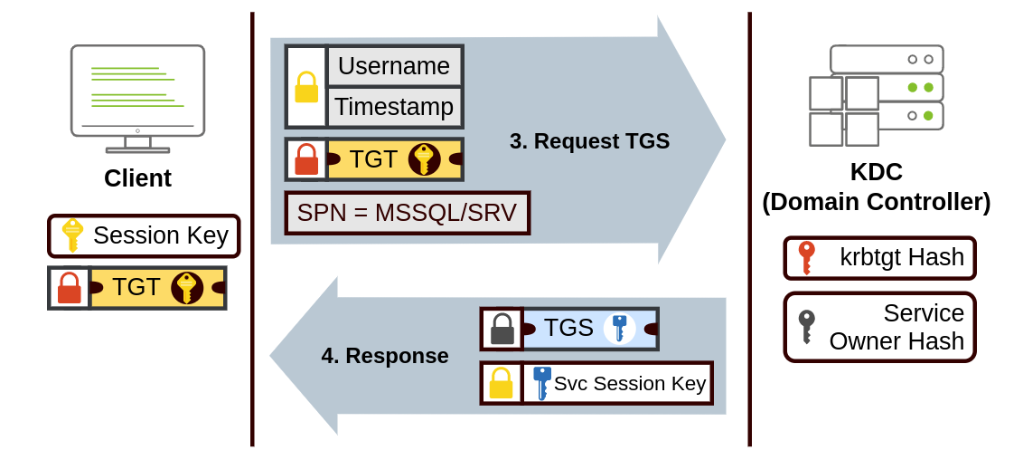 Client
Session Key
TGT
Username
Timestamp
TGT
SPN = MSSQL/SRV
3. Request TGS
4. Response
TGS
Svc Session Key
KDC
(Domain Controller)
krbtgt Hash
Service
Owner Hash